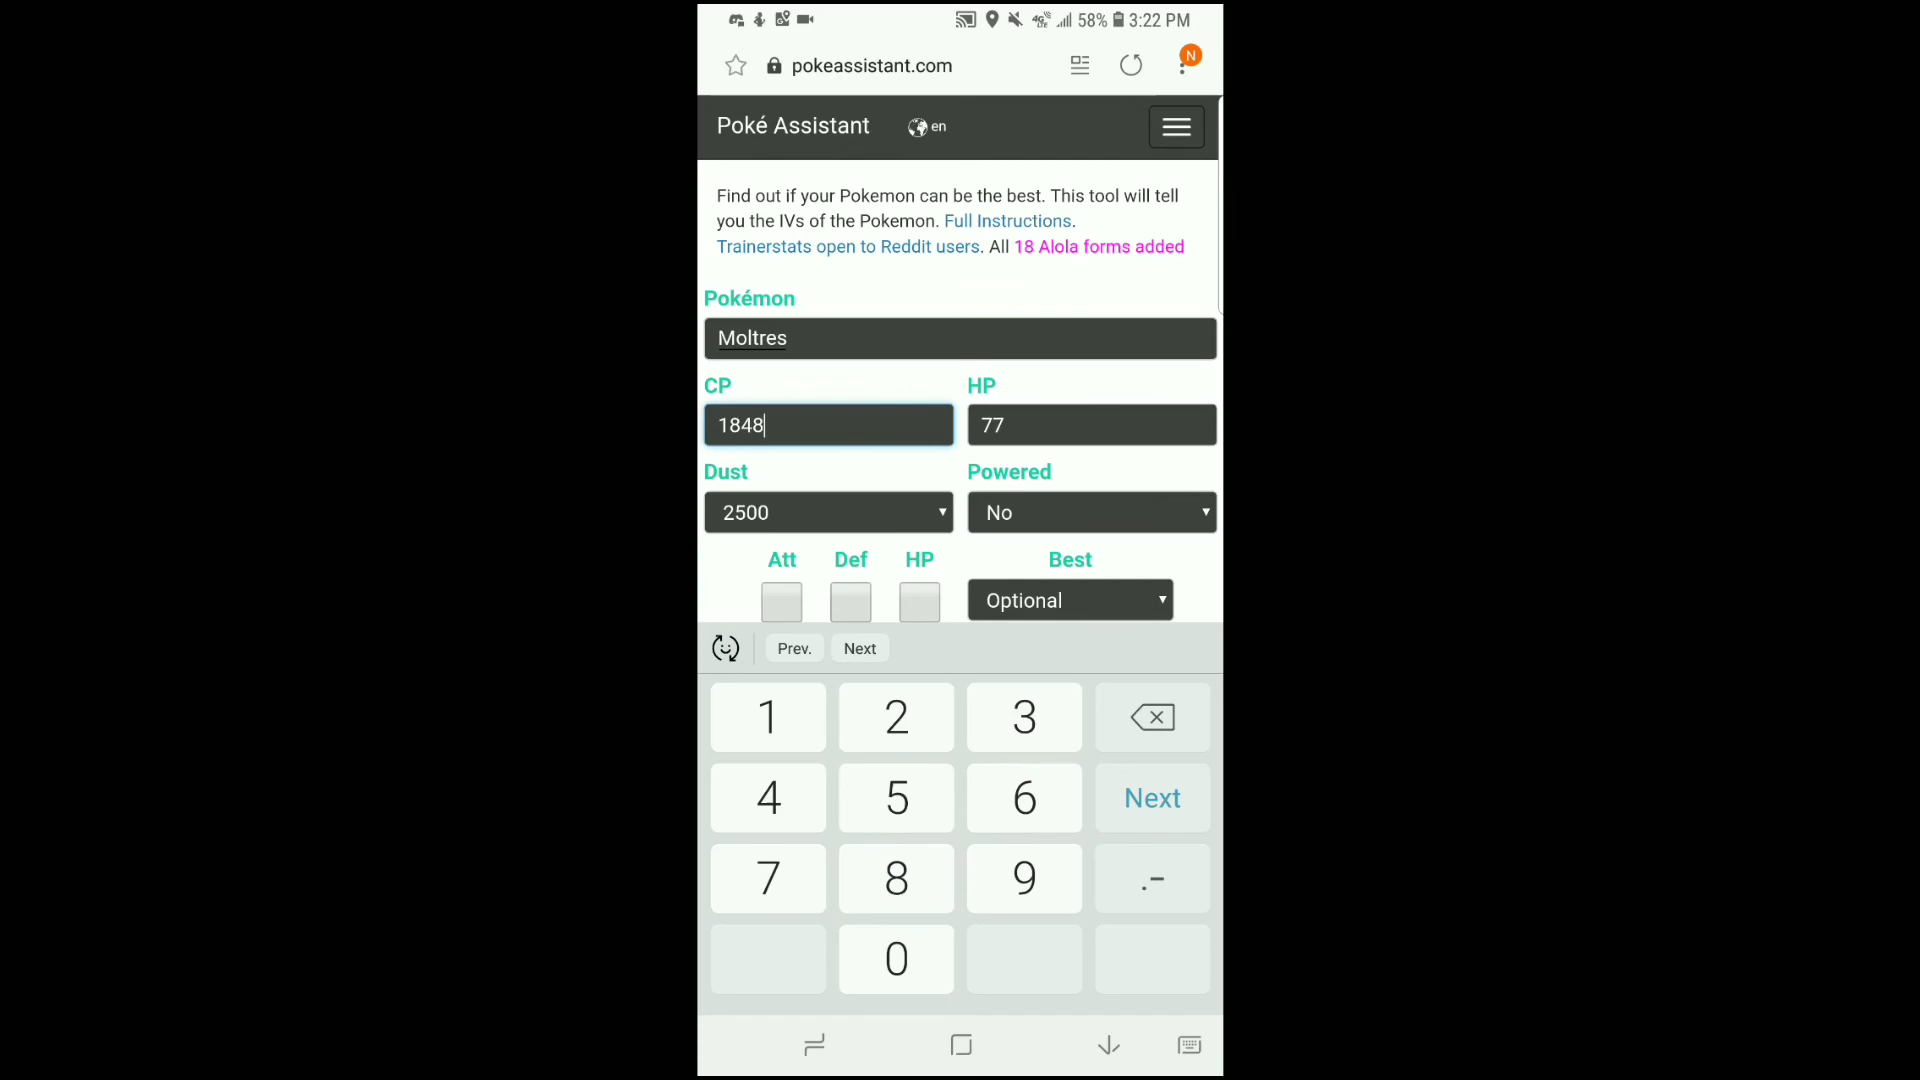 58% 3:22 PM
pokeassistant.com
N
Poké Assistant en
Find out if your Pokemon can be the best. This tool will tell
you the IVs of the Pokemon. Full Instructions.
Trainerstats open to Reddit users. All 18 Alola forms added
Pokémon
Moltres
CP HP
1848 77
Dust Powered
2500 No
Att Def HP Best
Optional
Prev. Next
1 2 3
4 5 6 Next
7 8 9 .-
0